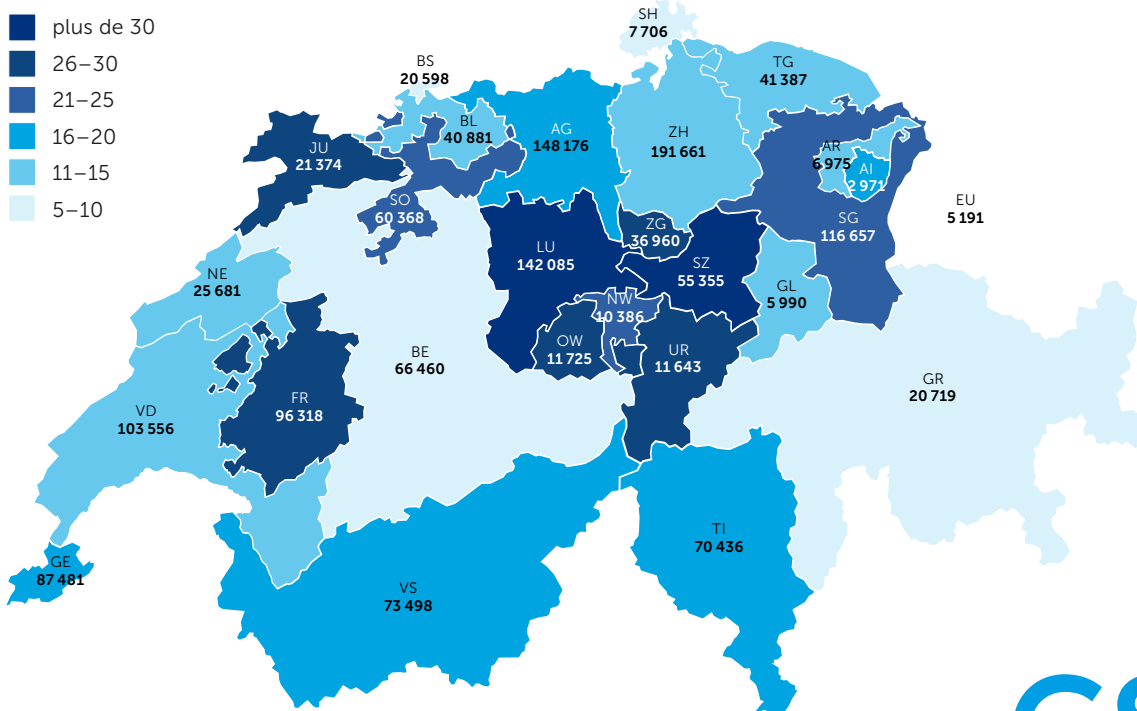 plus de 30
26–30
21–25
16–20
11–15
5–10
SH
7 706
BS
20 598
TG
41 387
BL
40 881
AG
148 176
ZH
191 661
JU
21 374
AR
6 975
AI
2 971
EU
5 191
SO
60 368
ZG
36 960
SG
116 657
LU
142 085
SZ
55 355
NE
25 681
GL
5 990
NW
10 386
OW
11 725
UR
11 643
BE
66 460
GR
20 719
FR
96 318
VD
103 556
TI
70 436
GE
87 481
VS
73 498